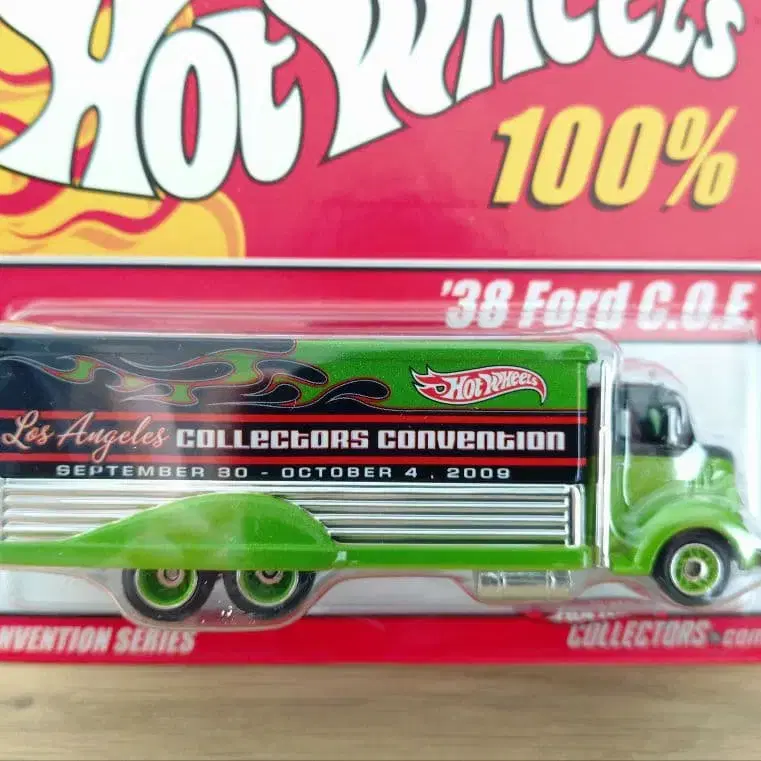 Hot Wheels
100%
'38 Ford C.O.E.
Hot Wheels
Los Angeles COLLECTORS CONVENTION
SEPTEMBER 30 - OCTOBER 4, 2009
NVENTION SERIES
COLLECTORS.com